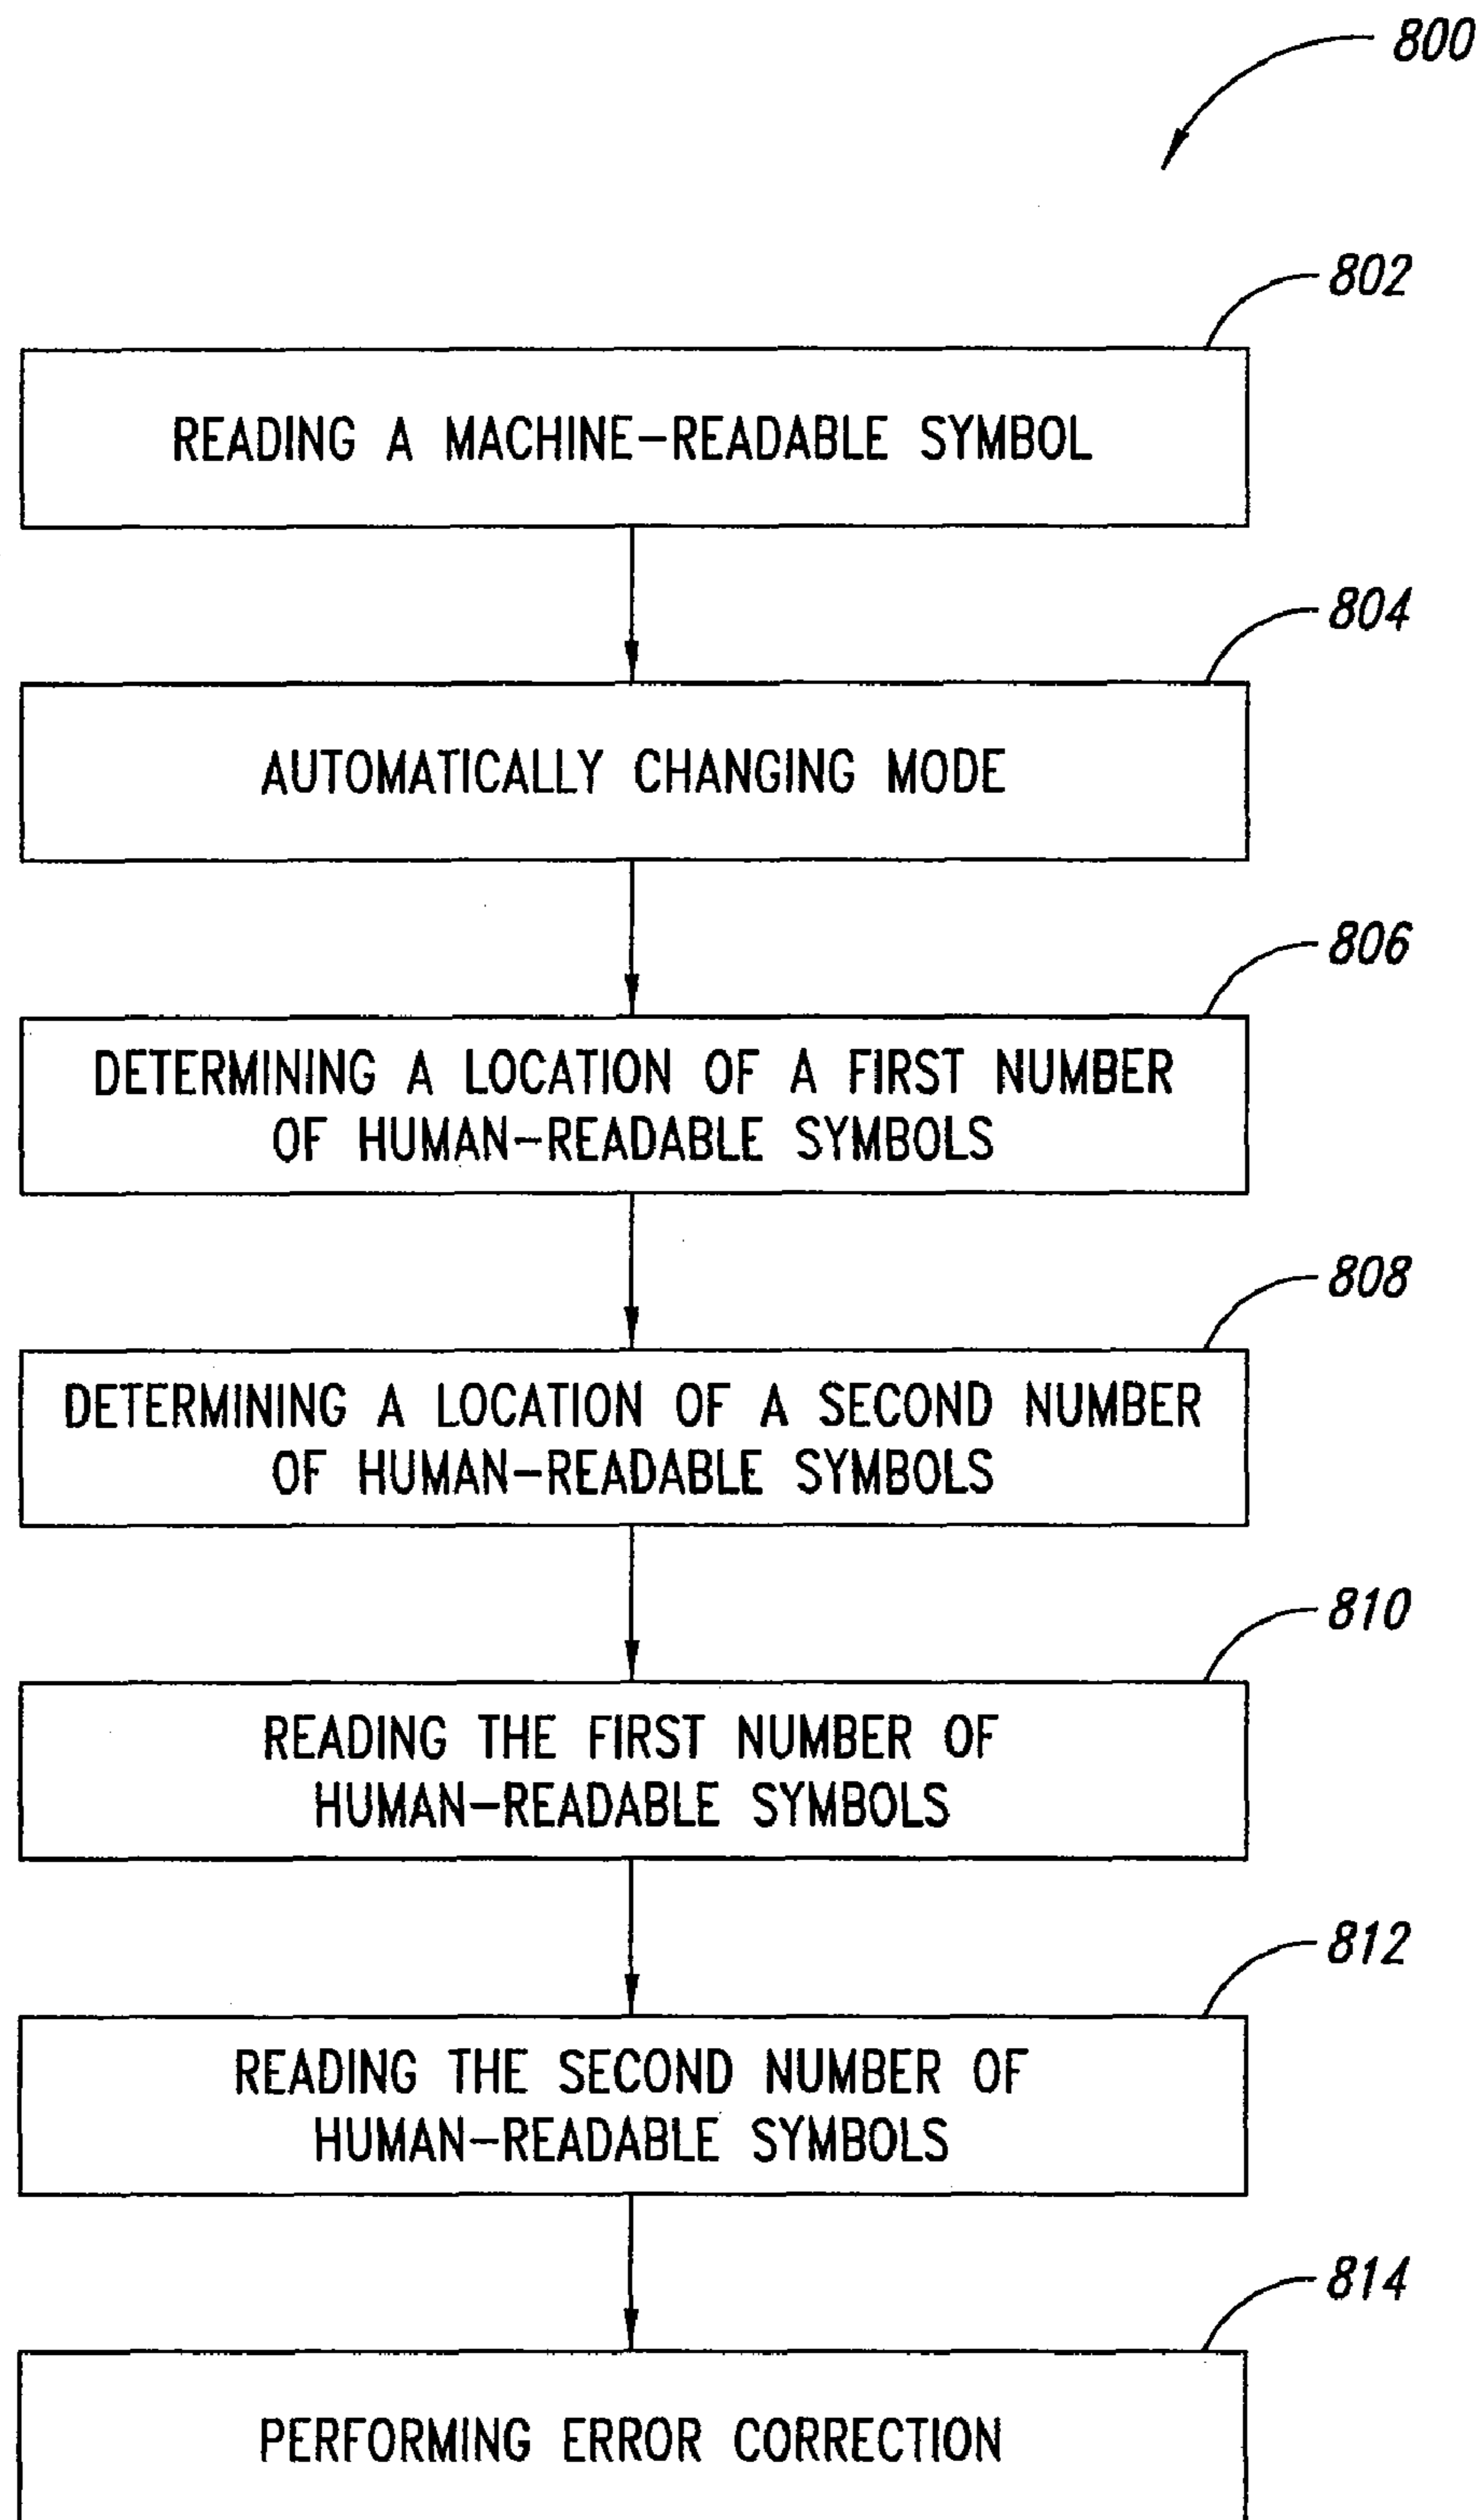 800
802
READING A MACHINE-READABLE SYMBOL
804
AUTOMATICALLY CHANGING MODE
806
DETERMINING A LOCATION OF A FIRST NUMBER
OF HUMAN-READABLE SYMBOLS
808
DETERMINING A LOCATION OF A SECOND NUMBER
OF HUMAN-READABLE SYMBOLS
810
READING THE FIRST NUMBER OF
HUMAN-READABLE SYMBOLS
812
READING THE SECOND NUMBER OF
HUMAN-READABLE SYMBOLS
814
PERFORMING ERROR CORRECTION